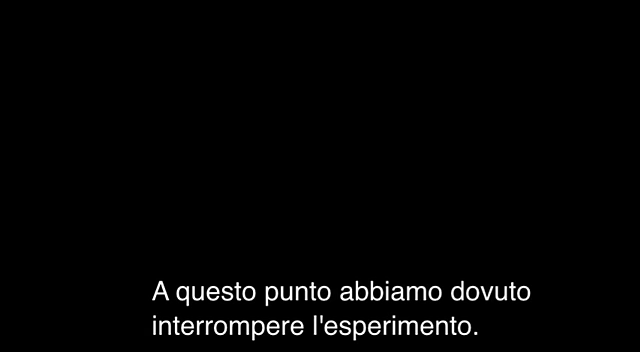 A questo punto abbiamo dovuto
interrompere l'esperimento.